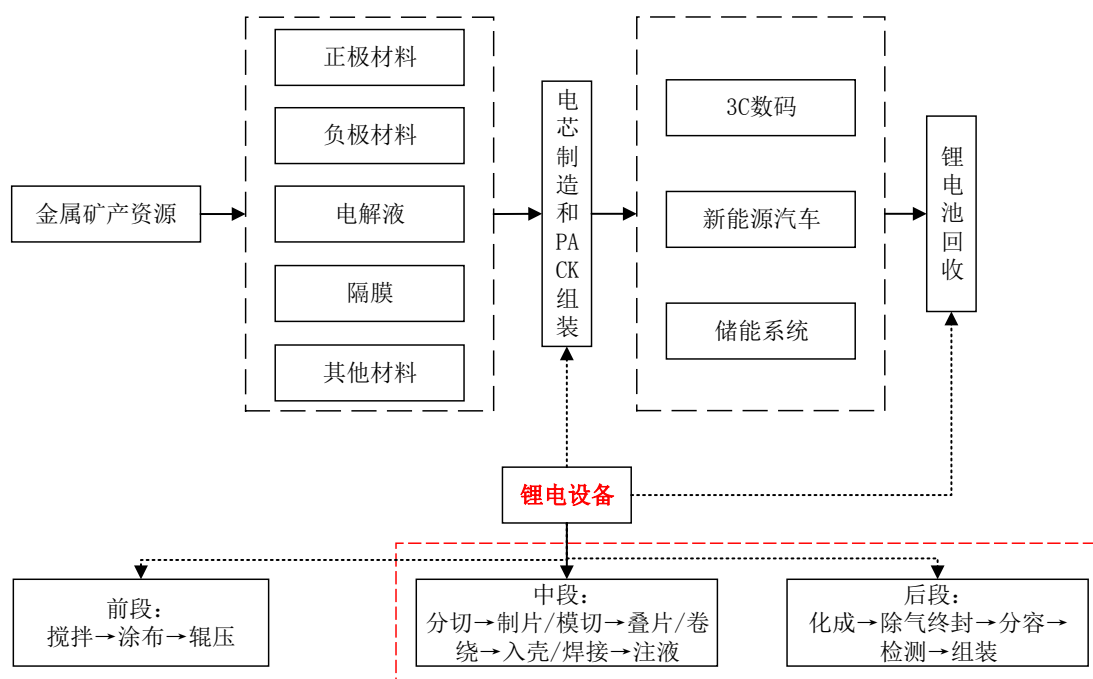 正极材料
负极材料
电解液
隔膜
其他材料
金属矿产资源
电
芯
制
造
和
PA
CK
组
装
3C数码
新能源汽车
储能系统
锂
电
池
回
收
锂电设备
前段：
搅拌→涂布→辊压
中段：
分切→制片/模切→叠片/卷
绕→入壳/焊接→注液
后段：
化成→除气终封→分容→
检测→组装